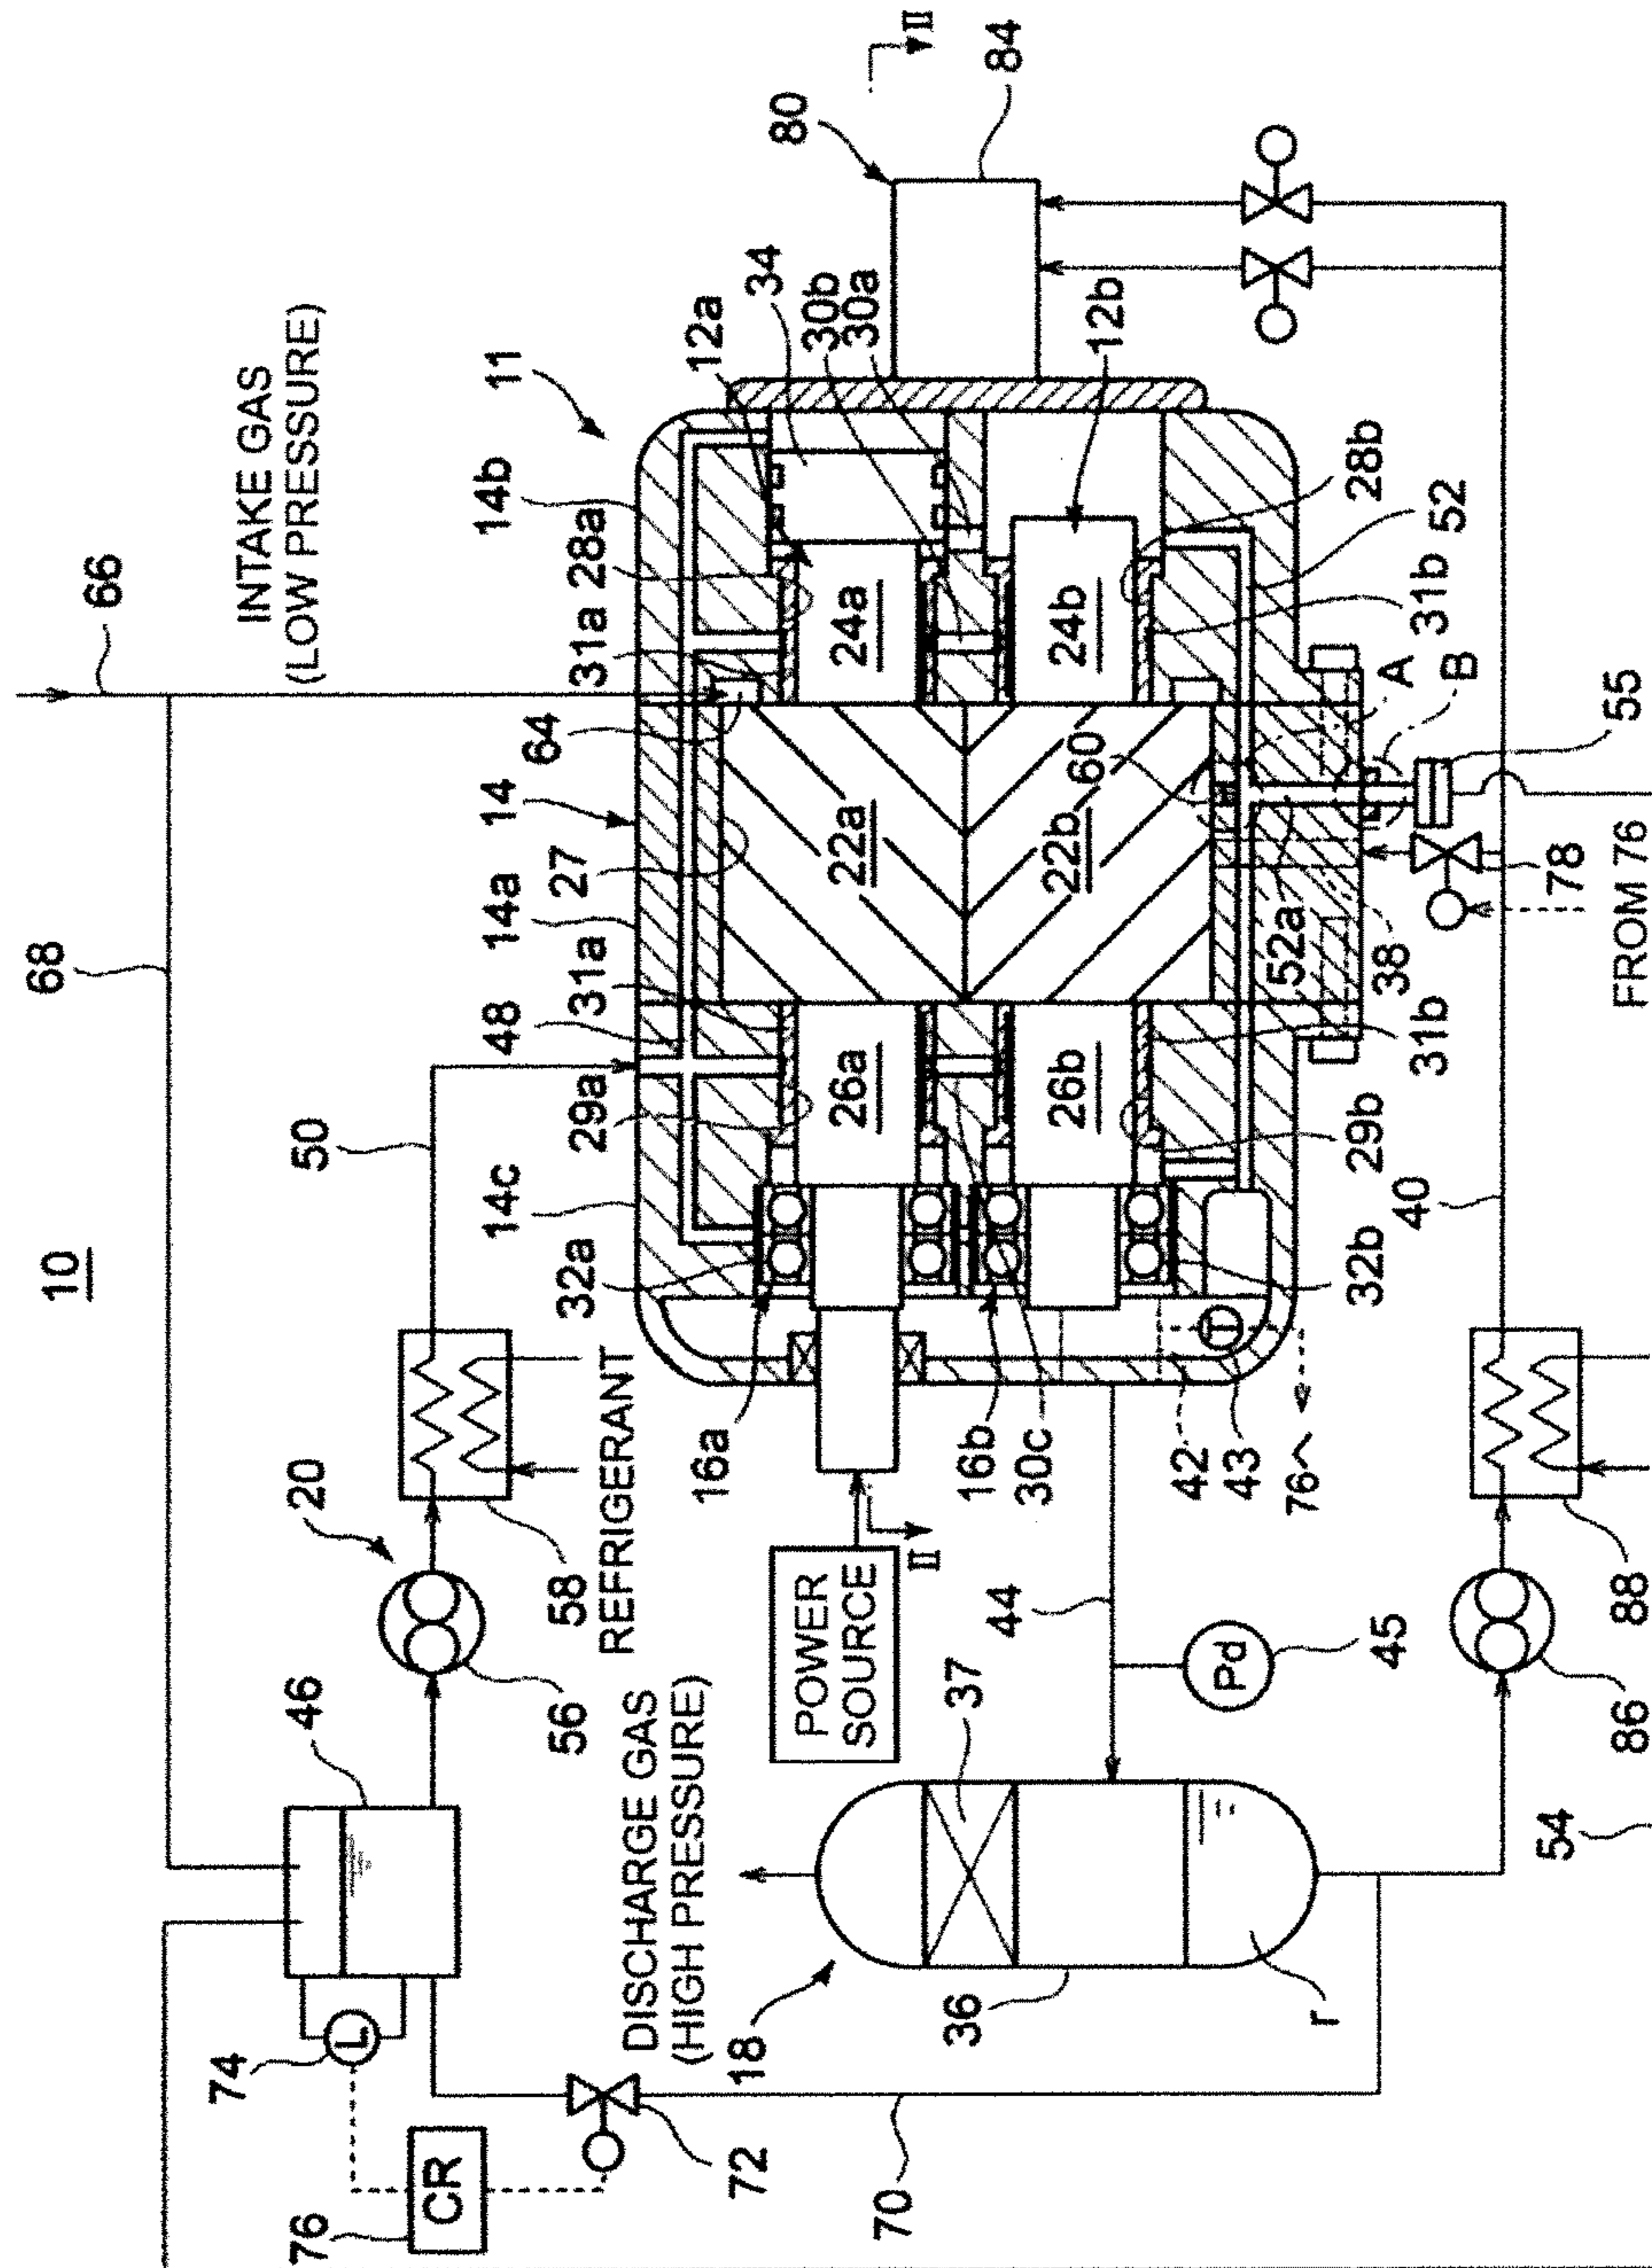 10
68
66
INTAKE GAS
(LOW PRESSURE)
74
76
CR
L
46
20
50
56
58
REFRIGERANT
14c
48
14a
14
14b
11
32a
29a
31a
27
64
31a
28a
12a
34
80
II
84
72
70
DISCHARGE GAS
(HIGH PRESSURE)
18
37
36
r
POWER
SOURCE
II
16a
16b
30c
26a
22a
24a
30b
30a
26b
22b
60
24b
12b
44
Pd
45
42
T
43
76
32b
29b
31b
38
52a
A
B
31b
52
28b
40
78
55
FROM 76
54
86
88